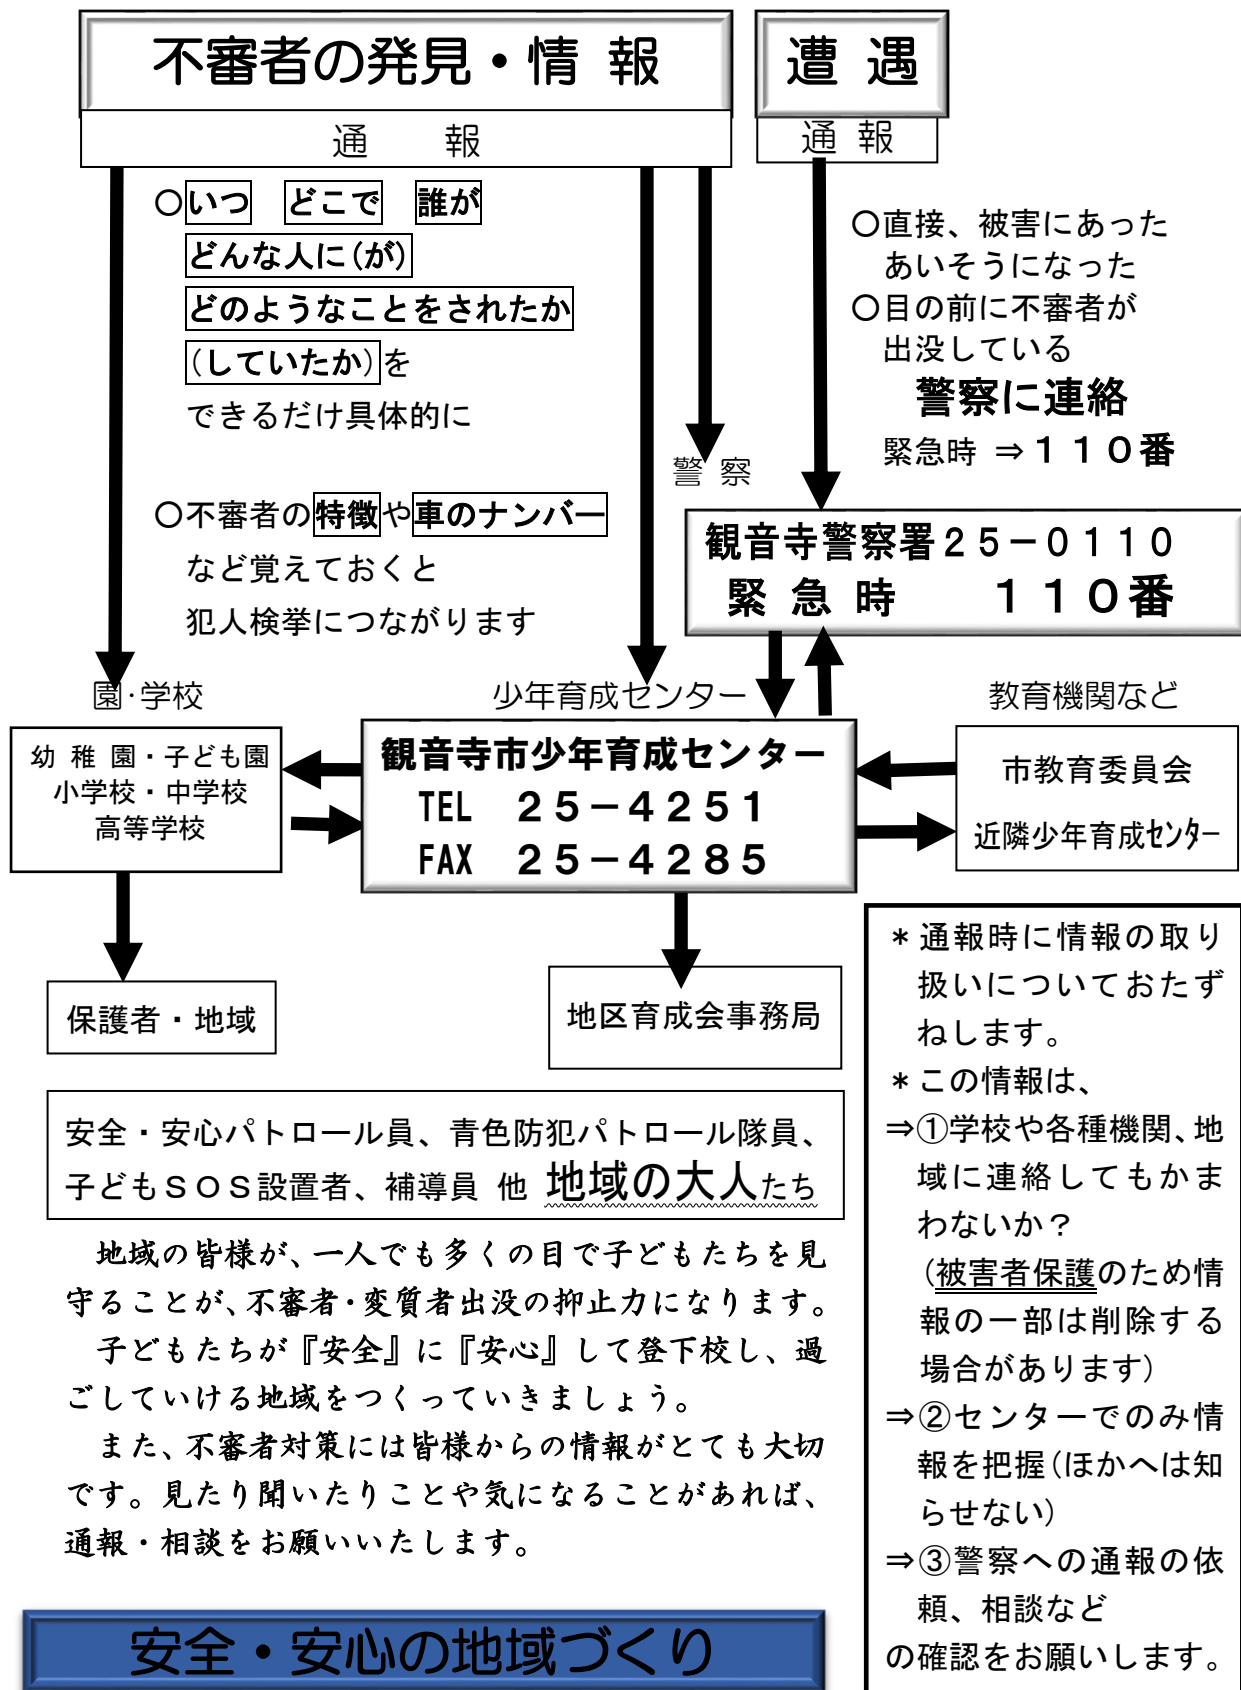 不審者の発見・情 報
通 報
遭 遇
通 報
○いつ どこで 誰が
どんな人に(が)
どのようなことをされたか
(していたか)を
できるだけ具体的に
○不審者の特徴や車のナンバー
など覚えておくと
犯人検挙につながります
○直接、被害にあった
あいそうになった
○目の前に不審者が
出没している
警察に連絡
緊急時 ⇒110番
警 察
観音寺警察署25-0110
緊 急 時 110番
園・学校
少年育成センター
教育機関など
幼 稚 園・子ども園
小学校・中学校
高等学校
観音寺市少年育成センター
TEL 25-4251
FAX 25-4285
市教育委員会
近隣少年育成センター
保護者・地域
地区育成会事務局
安全・安心パトロール員、青色防犯パトロール隊員、
子どもSOS設置者、補導員 他 地域の大人たち
地域の皆様が、一人でも多くの目で子どもたちを見
守ることが、不審者・変質者出没の抑止力になります。
子どもたちが『安全』に『安心』して登下校し、過
ごしていける地域をつくっていきましょう。
また、不審者対策には皆様からの情報がとても大切
です。見たり聞いたりことや気になることがあれば、
通報・相談をお願いいたします。
安全・安心の地域づくり
*通報時に情報の取り
扱いについておたず
ねします。
*この情報は、
⇒①学校や各種機関、地
域に連絡してもかま
わないか?
(被害者保護のため情
報の一部は削除する
場合があります)
⇒②センターでのみ情
報を把握(ほかへは知
らせない)
⇒③警察への通報の依
頼、相談など
の確認をお願いします。